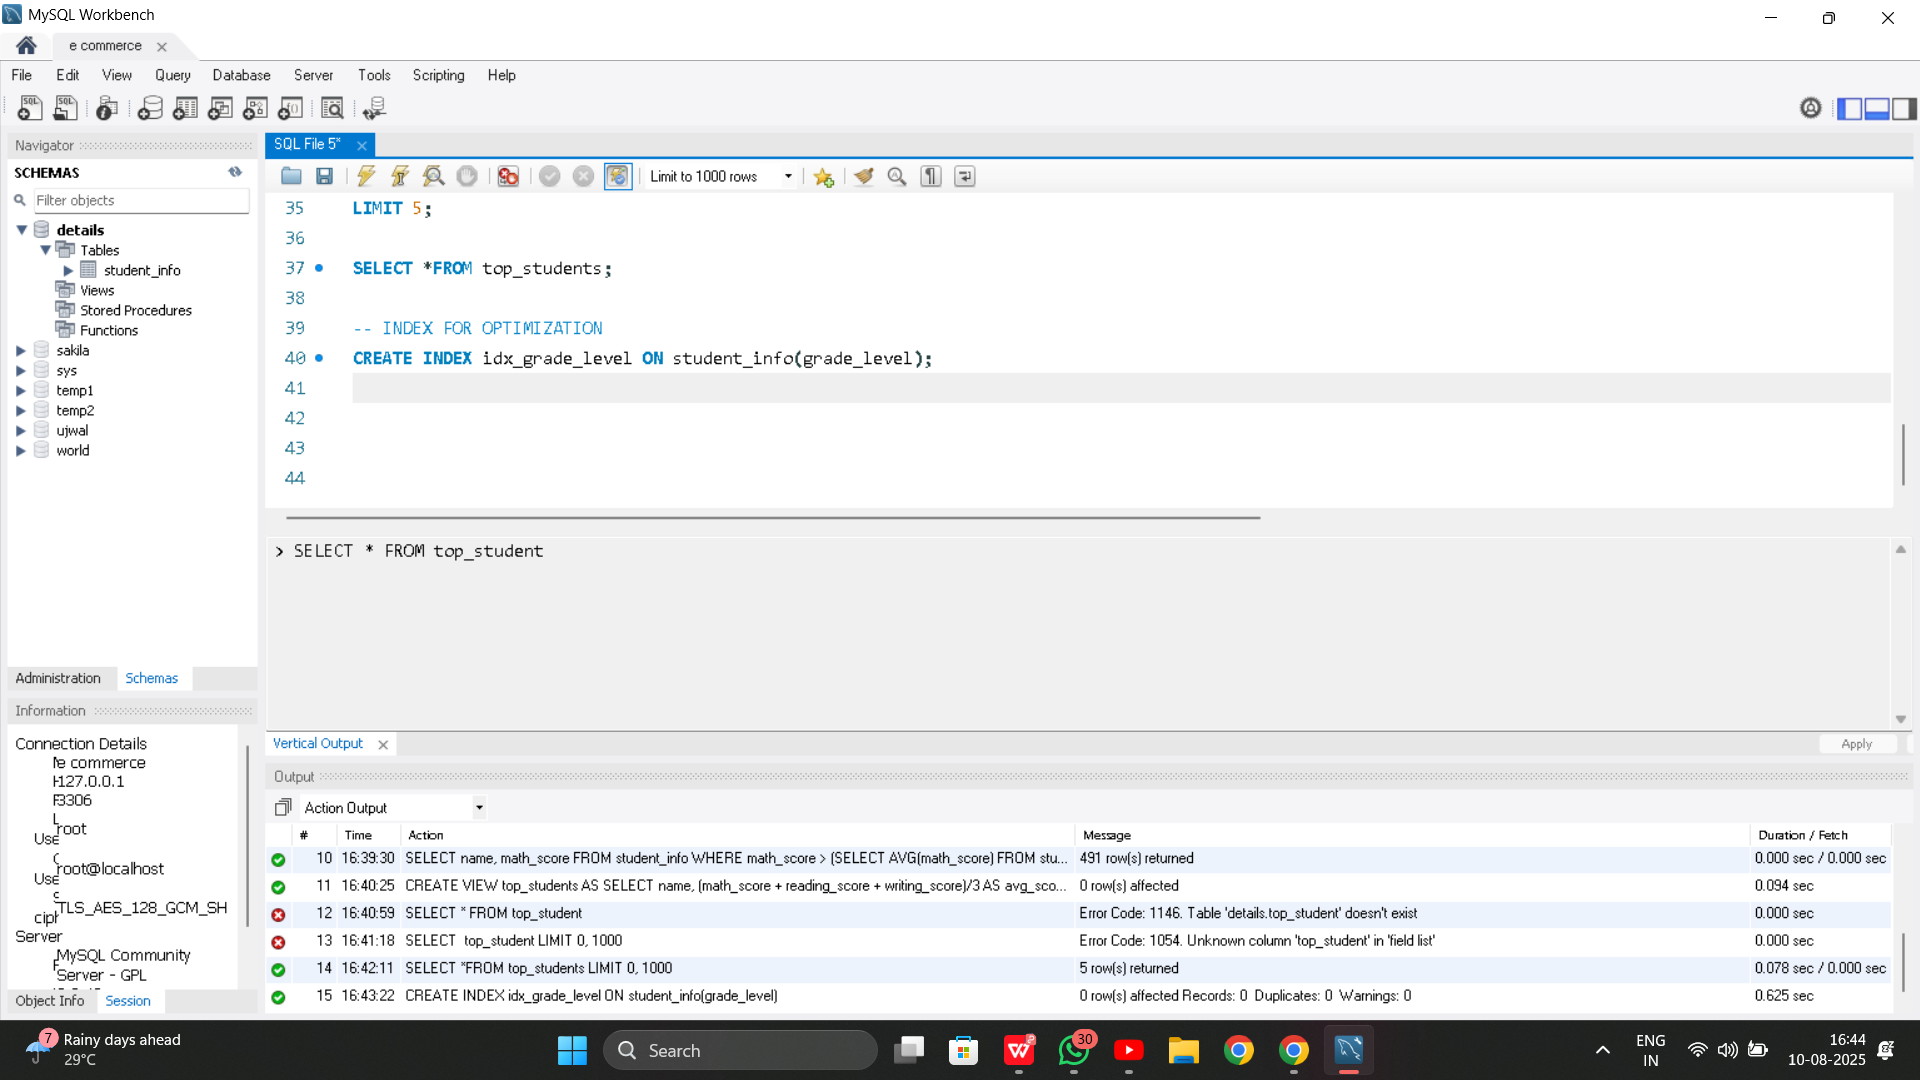 MySQL Workbench
e commerce
File Edit View Query Database Server Tools Scripting Help
Navigator
SCHEMAS
Filter objects
details
Tables
student_info
Views
Stored Procedures
Functions
sakila
sys
temp1
temp2
ujwal
world
Administration Schemas
Information
Connection Details
e commerce
127.0.0.1
3306
root
Use
root@localhost
Use
TLS_AES_128_GCM_SH
ciph
Server
MySQL Community
Server - GPL
Object Info Session
SQL File 5*
Limit to 1000 rows
35 LIMIT 5;
36
37 SELECT *FROM top_students;
38
39 -- INDEX FOR OPTIMIZATION
40 CREATE INDEX idx_grade_level ON student_info(grade_level);
41
42
43
44
> SELECT * FROM top_student
Vertical Output
Apply
Output
Action Output
# Time Action Message Duration / Fetch
10 16:39:30 SELECT name, math_score FROM student_info WHERE math_score > (SELECT AVG(math_score) FROM stu... 491 row(s) returned 0.000 sec / 0.000 sec
11 16:40:25 CREATE VIEW top_students AS SELECT name, (math_score + reading_score + writing_score)/3 AS avg_sco... 0 row(s) affected 0.094 sec
12 16:40:59 SELECT * FROM top_student Error Code: 1146. Table 'details.top_student' doesn't exist 0.000 sec
13 16:41:18 SELECT top_student LIMIT 0, 1000 Error Code: 1054. Unknown column 'top_student' in 'field list' 0.000 sec
14 16:42:11 SELECT *FROM top_students LIMIT 0, 1000 5 row(s) returned 0.078 sec / 0.000 sec
15 16:43:22 CREATE INDEX idx_grade_level ON student_info(grade_level) 0 row(s) affected Records: 0 Duplicates: 0 Warnings: 0 0.625 sec
7
Rainy days ahead
29°C
Search
30
ENG
IN
16:44
10-08-2025